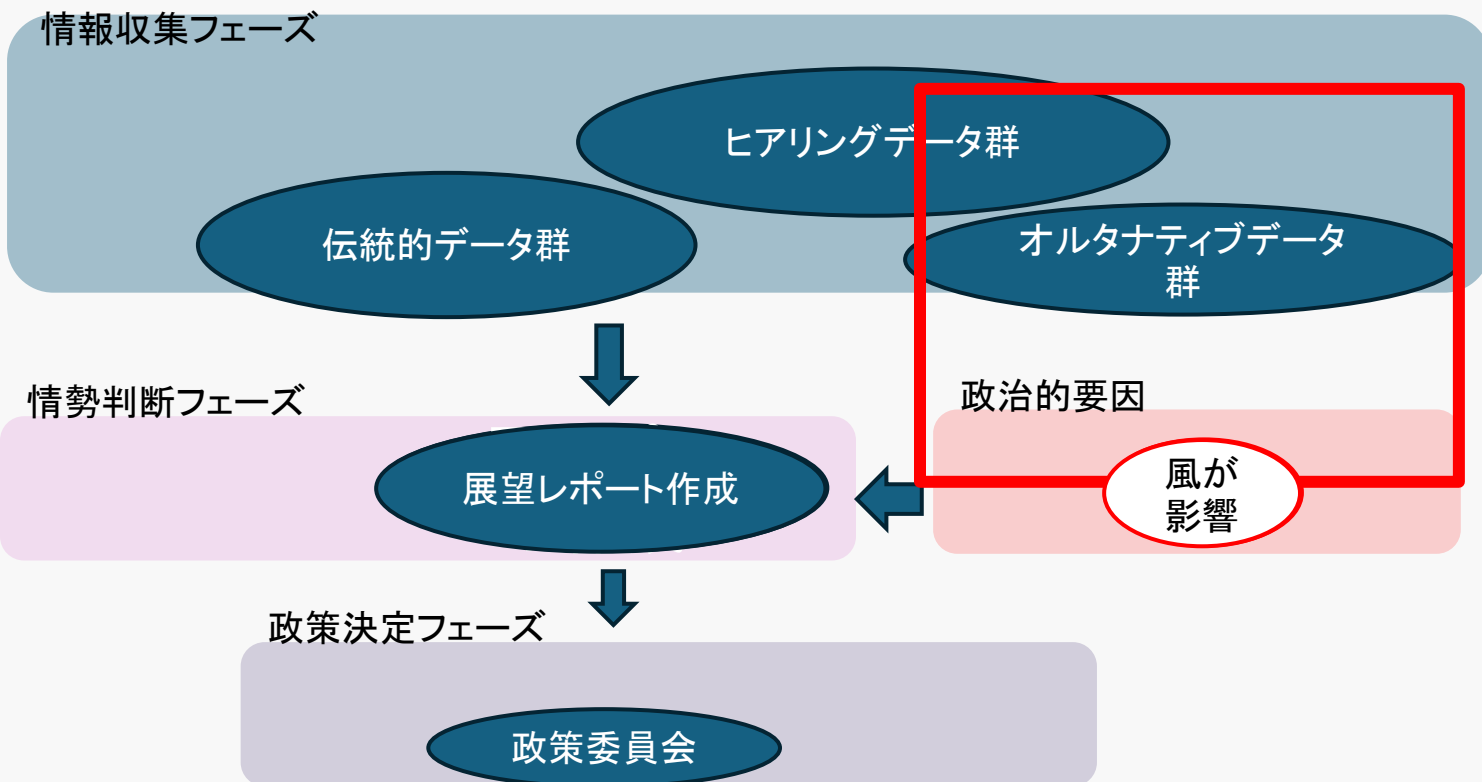 情報収集フェーズ
ヒアリングデータ群
伝統的データ群
オルタナティブデータ
群
情勢判断フェーズ
政治的要因
展望レポート作成
風が
影響
政策決定フェーズ
政策委員会